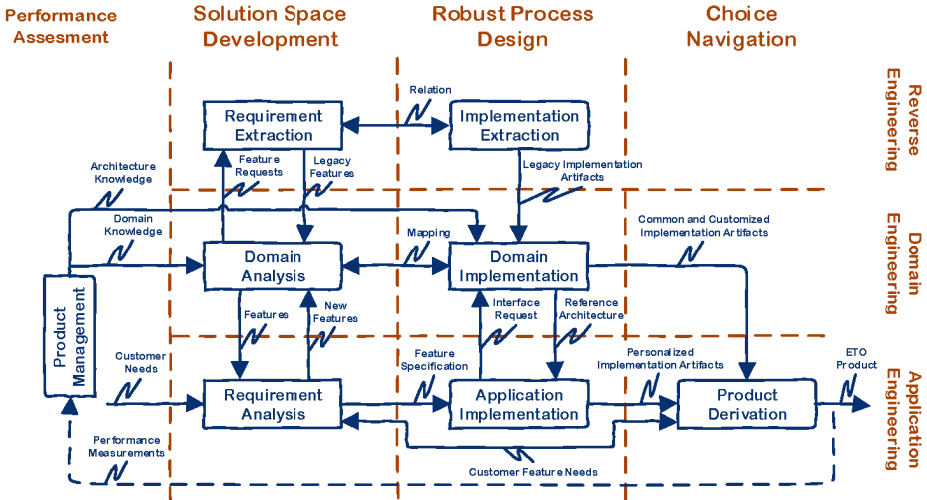 Performance
Assesment
Solution Space
Development
Robust Process
Design
Choice
Navigation
Reverse
Engineering
Requirement
Extraction
Relation
Implementation
Extraction
Architecture
Knowledge
Feature
Requests
Legacy
Features
Legacy Implementation
Artifacts
Domain
Knowledge
Domain
Analysis
Mapping
Domain
Implementation
Common and Customized
Implementation Artifacts
Domain
Engineering
Product
Management
Features
New
Features
Interface
Request
Reference
Architecture
Customer
Needs
Requirement
Analysis
Feature
Specification
Application
Implementation
Personalized
Implementation Artifacts
Product
Derivation
ETO
Product
Application
Engineering
Performance
Measurements
Customer Feature Needs